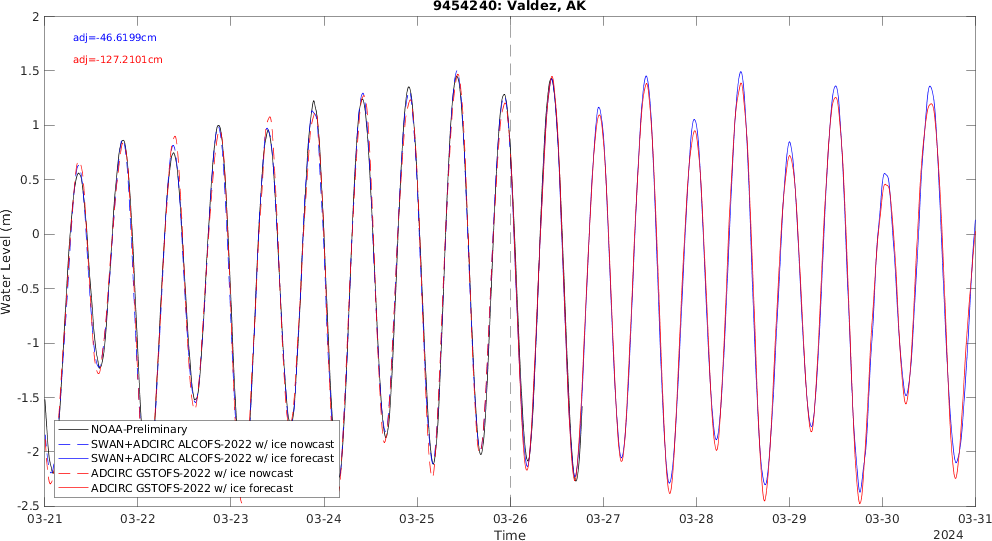 9454240: Valdez, AK
adj=-46.6199cm
adj=-127.2101cm
Water Level (m)
2
1.5
1
0.5
0
-0.5
-1
-1.5
-2
-2.5
NOAA-Preliminary
SWAN+ADCIRC ALCOFS-2022 w/ ice nowcast
SWAN+ADCIRC ALCOFS-2022 w/ ice forecast
ADCIRC GSTOFS-2022 w/ ice nowcast
ADCIRC GSTOFS-2022 w/ ice forecast
03-21 03-22 03-23 03-24 03-25 03-26 03-27 03-28 03-29 03-30 03-31
Time
2024